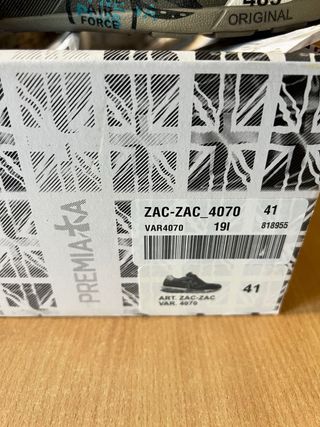 FORCE
ORIGINAL
PREMIATA
ZAC-ZAC_4070 41
VAR4070 19I 818955
ART. ZAC-ZAC 41
VAR. 4070